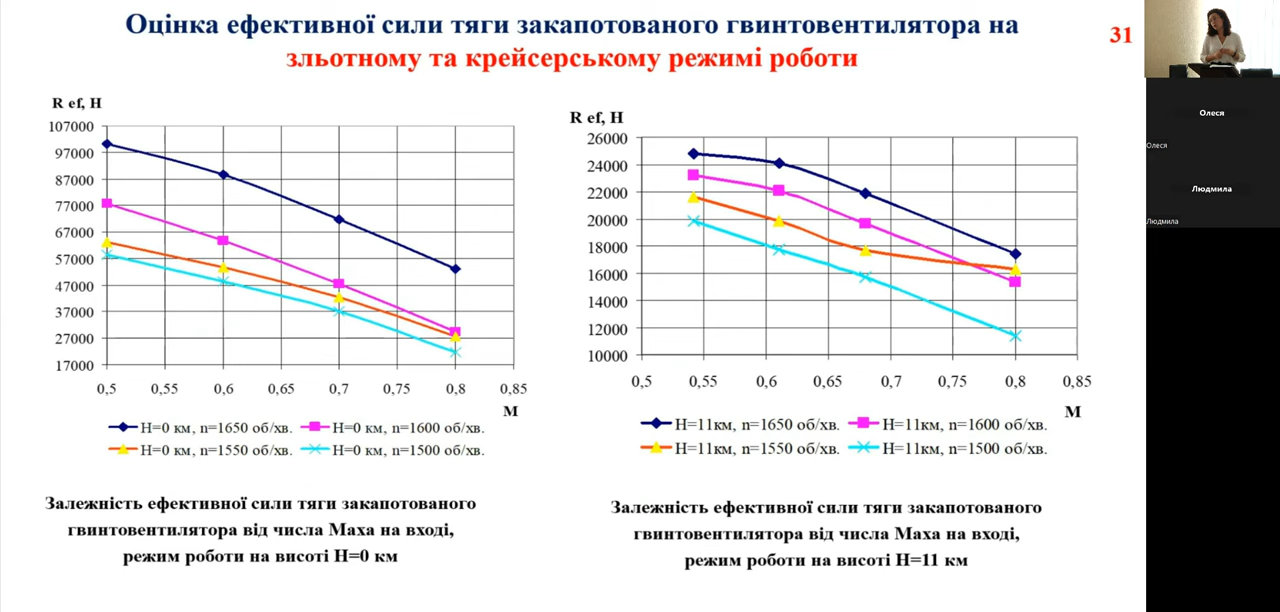 Оцінка ефективної сили тяги закапотованого гвинтовентилятора на
зльотному та крейсерському режимі роботи
31
Олеся
Олеся
Людмила
Людмила
R ef, Н
107000
97000
87000
77000
67000
57000
47000
37000
27000
17000
0,5 0,55 0,6 0,65 0,7 0,75 0,8 0,85
М
Н=0 км, n=1650 об/хв. Н=0 км, n=1600 об/хв.
Н=0 км, n=1550 об/хв. Н=0 км, n=1500 об/хв.
Залежність ефективної сили тяги закапотованого
гвинтовентилятора від числа Маха на вході,
режим роботи на висоті Н=0 км
R ef, Н
26000
24000
22000
20000
18000
16000
14000
12000
10000
0,5 0,55 0,6 0,65 0,7 0,75 0,8 0,85
М
Н=11км, n=1650 об/хв. Н=11км, n=1600 об/хв.
Н=11км, n=1550 об/хв. Н=11км, n=1500 об/хв.
Залежність ефективної сили тяги закапотованого
гвинтовентилятора від числа Маха на вході,
режим роботи на висоті Н=11 км